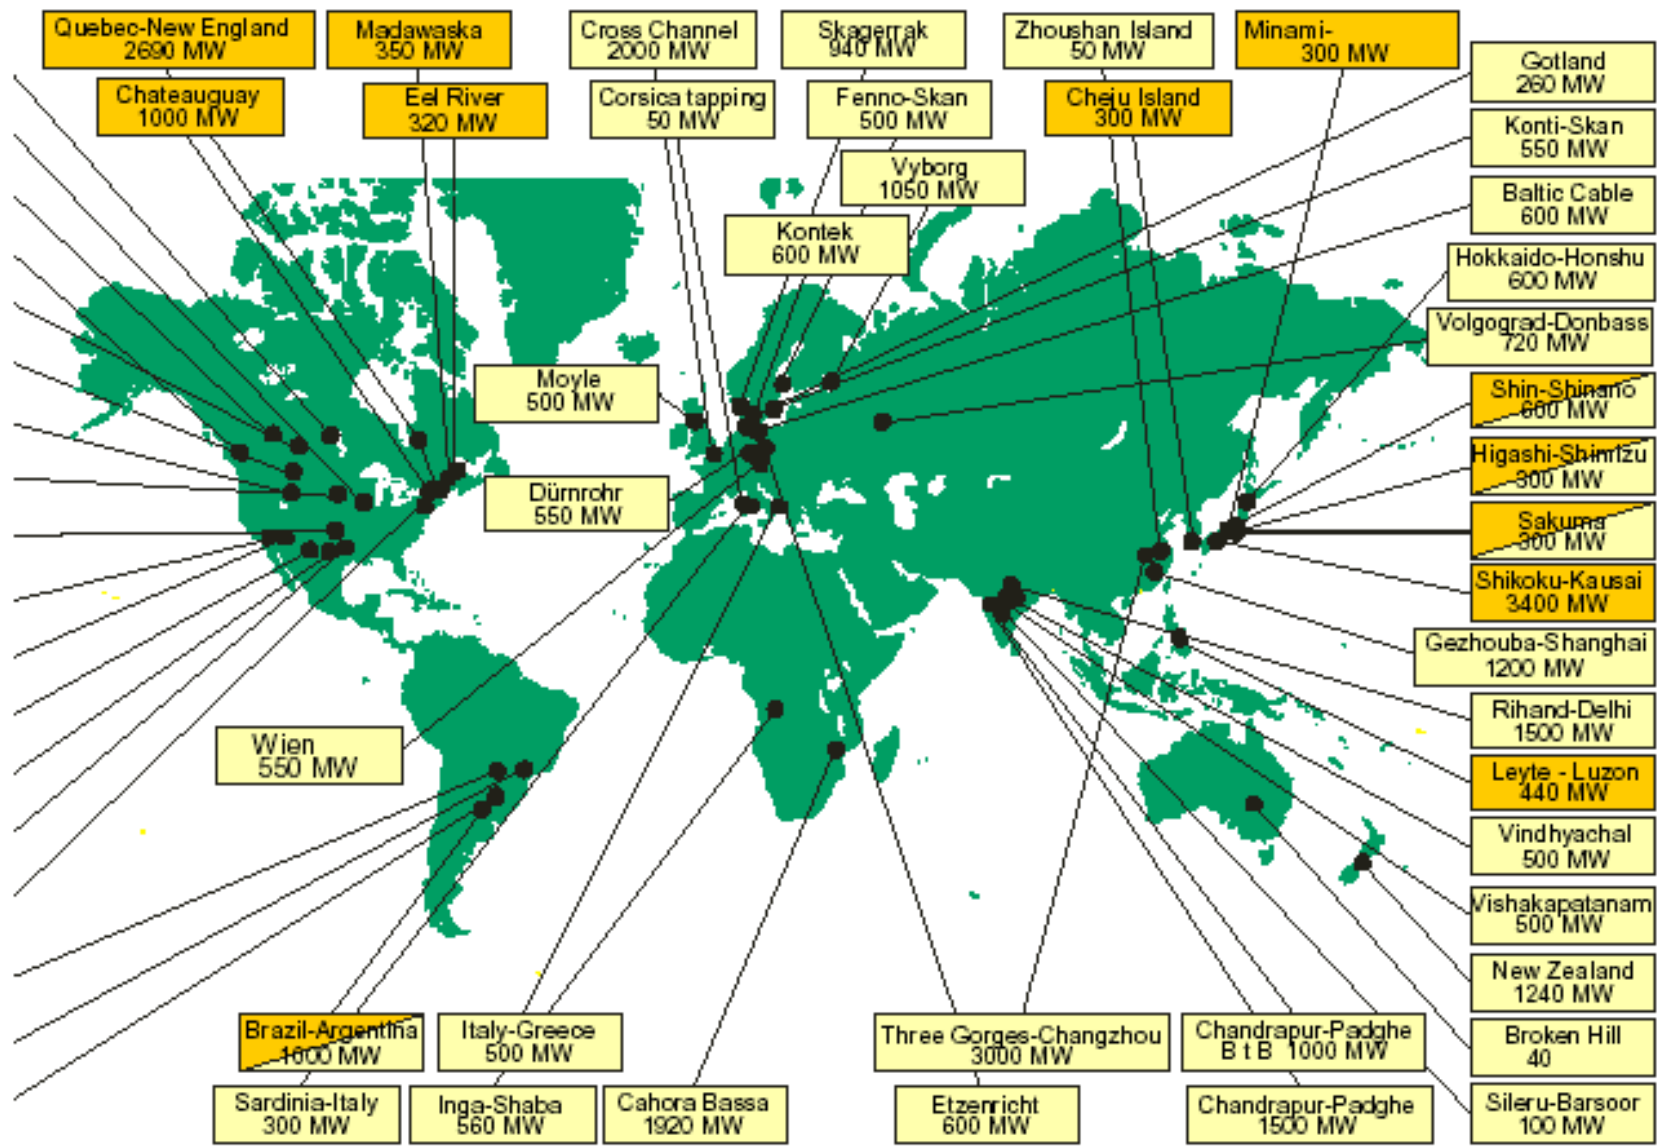 Quebec-New England
2690 MW
Madawaska
350 MW
Cross Channel
2000 MW
Skagerrak
940 MW
Zhoushan Island
50 MW
Minami-
300 MW
Gotland
260 MW
Chateauguay
1000 MW
Eel River
320 MW
Corsica tapping
50 MW
Fenno-Skan
500 MW
Cheju Island
300 MW
Konti-Skan
550 MW
Vyborg
1050 MW
Baltic Cable
600 MW
Kontek
600 MW
Hokkaido-Honshu
600 MW
Volgograd-Donbass
720 MW
Moyle
500 MW
Shin-Shinano
600 MW
Higashi-Shimizu
300 MW
Dürnrohr
550 MW
Sakuma
300 MW
Shikoku-Kausai
3400 MW
Gezhouba-Shanghai
1200 MW
Rihand-Delhi
1500 MW
Wien
550 MW
Leyte - Luzon
440 MW
Vindhyachal
500 MW
Vishakapatanam
500 MW
New Zealand
1240 MW
Brazil-Argentina
1000 MW
Italy-Greece
500 MW
Three Gorges-Changzhou
3000 MW
Chandrapur-Padghe
B t B 1000 MW
Broken Hill
40
Sardinia-Italy
300 MW
Inga-Shaba
560 MW
Cahora Bassa
1920 MW
Etzenricht
600 MW
Chandrapur-Padghe
1500 MW
Sileru-Barsoor
100 MW